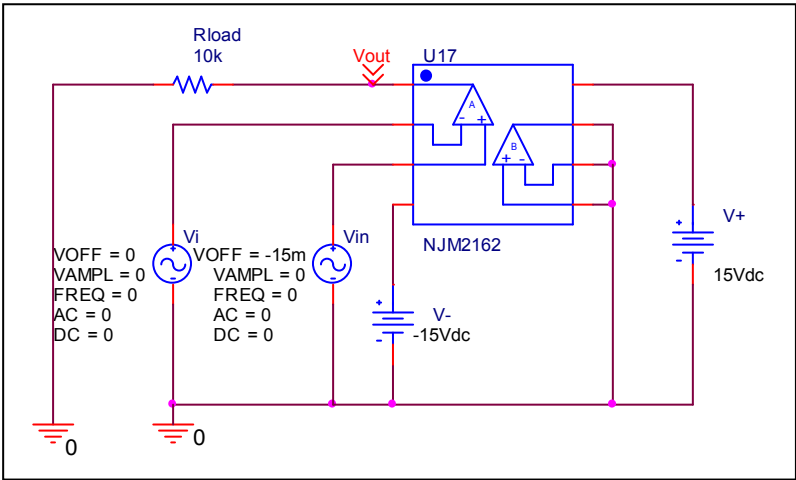 Rload
10k
Vout
U17
A
- +
B
+ -
NJM2162
V+
+
-
15Vdc
Vi
+
-
VOFF = 0
VAMPL = 0
FREQ = 0
AC = 0
DC = 0
Vin
+
-
VOFF = -15m
VAMPL = 0
FREQ = 0
AC = 0
DC = 0
V-
+
-
-15Vdc
0
0